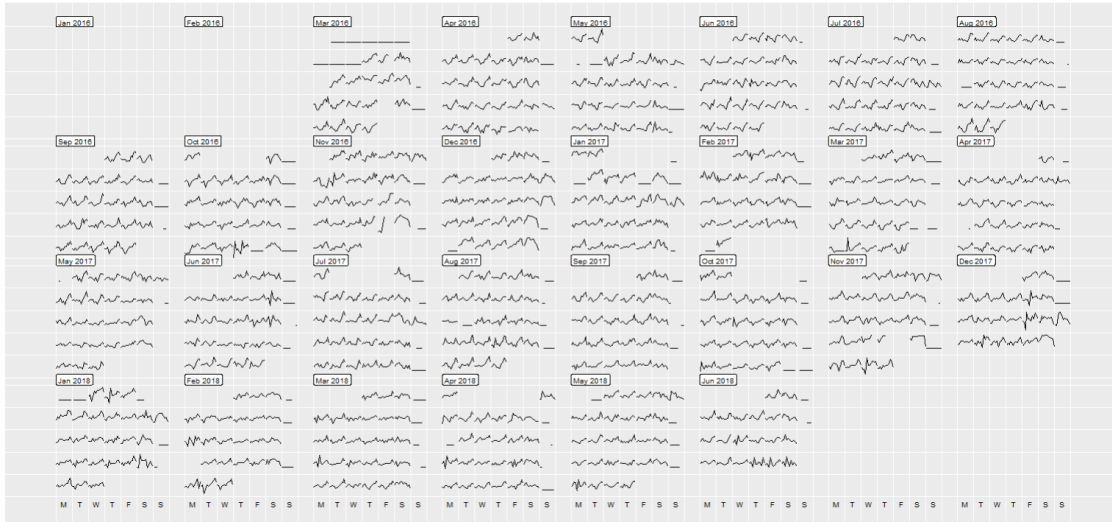 Jan 2016 Feb 2016 Mar 2016 Apr 2016 May 2016 Jun 2016 Jul 2016 Aug 2016
Sep 2016 Oct 2016 Nov 2016 Dec 2016 Jan 2017 Feb 2017 Mar 2017 Apr 2017
May 2017 Jun 2017 Jul 2017 Aug 2017 Sep 2017 Oct 2017 Nov 2017 Dec 2017
Jan 2018 Feb 2018 Mar 2018 Apr 2018 May 2018 Jun 2018
M T W T F S S M T W T F S S M T W T F S S M T W T F S S M T W T F S S M T W T F S S M T W T F S S M T W T F S S